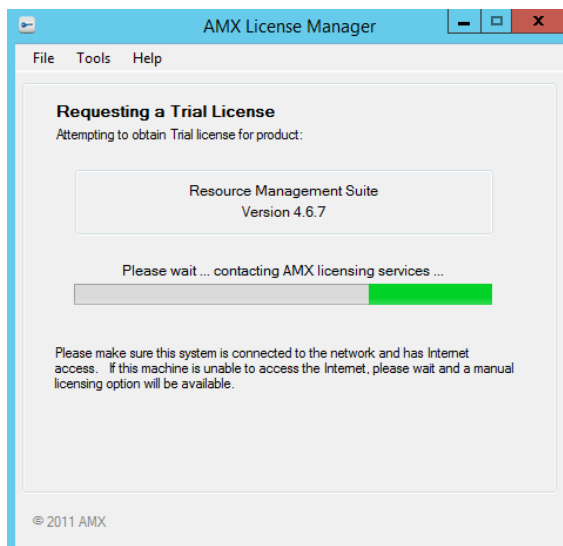 AMX License Manager
File Tools Help
Requesting a Trial License
Attempting to obtain Trial license for product:
Resource Management Suite
Version 4.6.7
Please wait ... contacting AMX licensing services ...
Please make sure this system is connected to the network and has Internet
access. If this machine is unable to access the Internet, please wait and a manual
licensing option will be available.
© 2011 AMX